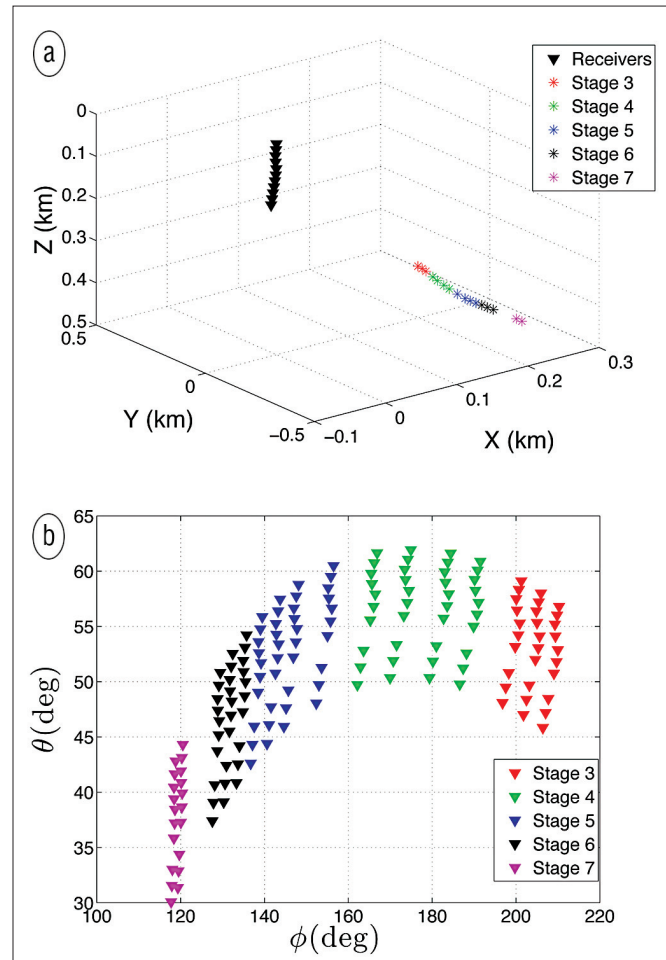 a
Receivers
Stage 3
Stage 4
Stage 5
Stage 6
Stage 7
0
0.1
0.2
0.3
0.4
0.5
Z (km)
0.5
0
−0.5
Y (km)
−0.1
0
0.1
0.2
0.3
X (km)
b
65
60
55
50
45
40
35
30
θ(deg)
Stage 3
Stage 4
Stage 5
Stage 6
Stage 7
100 120 140 160 180 200 220
ϕ(deg)